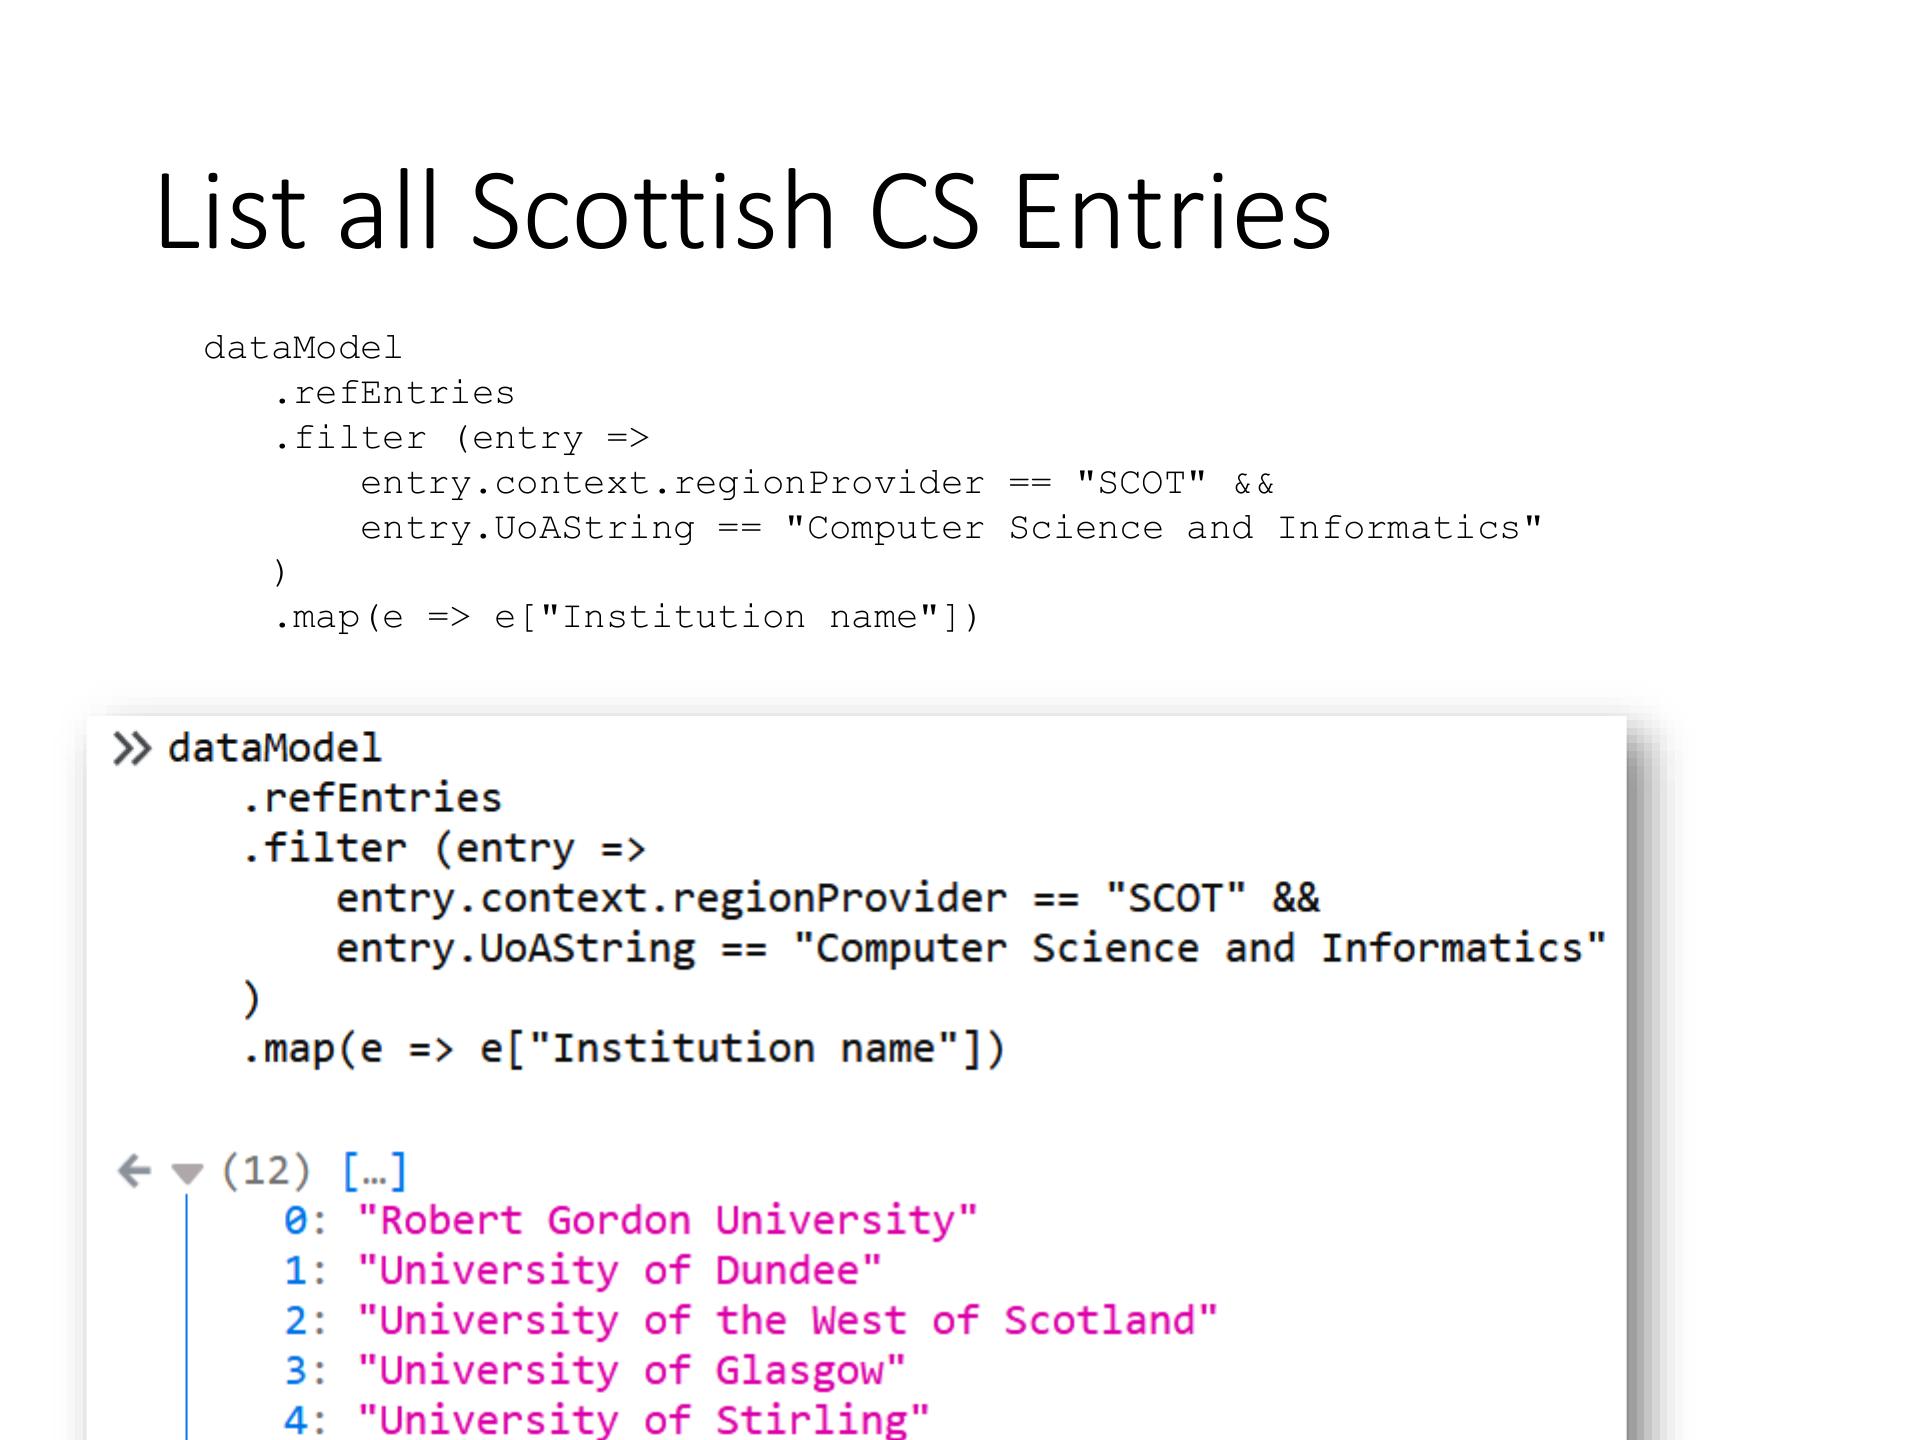 List all Scottish CS Entries
dataModel
.refEntries
.filter (entry =>
entry.context.regionProvider == "SCOT" &&
entry.UoAString == "Computer Science and Informatics"
)
.map(e => e["Institution name"])
>> dataModel
.refEntries
.filter (entry =>
entry.context.regionProvider == "SCOT" &&
entry.UoAString == "Computer Science and Informatics"
)
.map(e => e["Institution name"])
(12) […]
0: "Robert Gordon University"
1: "University of Dundee"
2: "University of the West of Scotland"
3: "University of Glasgow"
4: "University of Stirling"